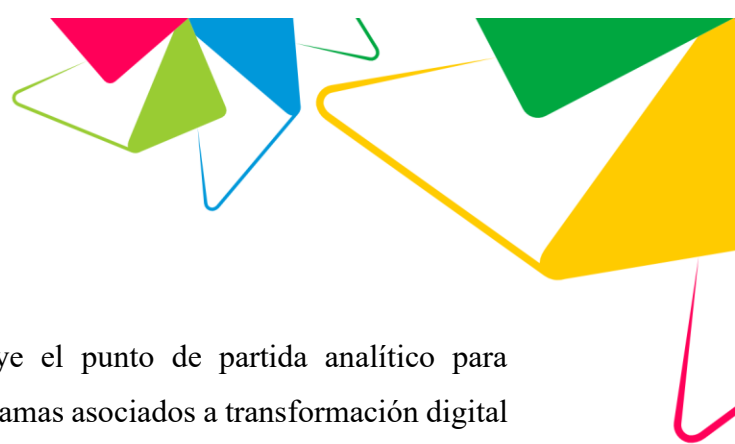 ye el punto de partida analítico para
amas asociados a transformación digital